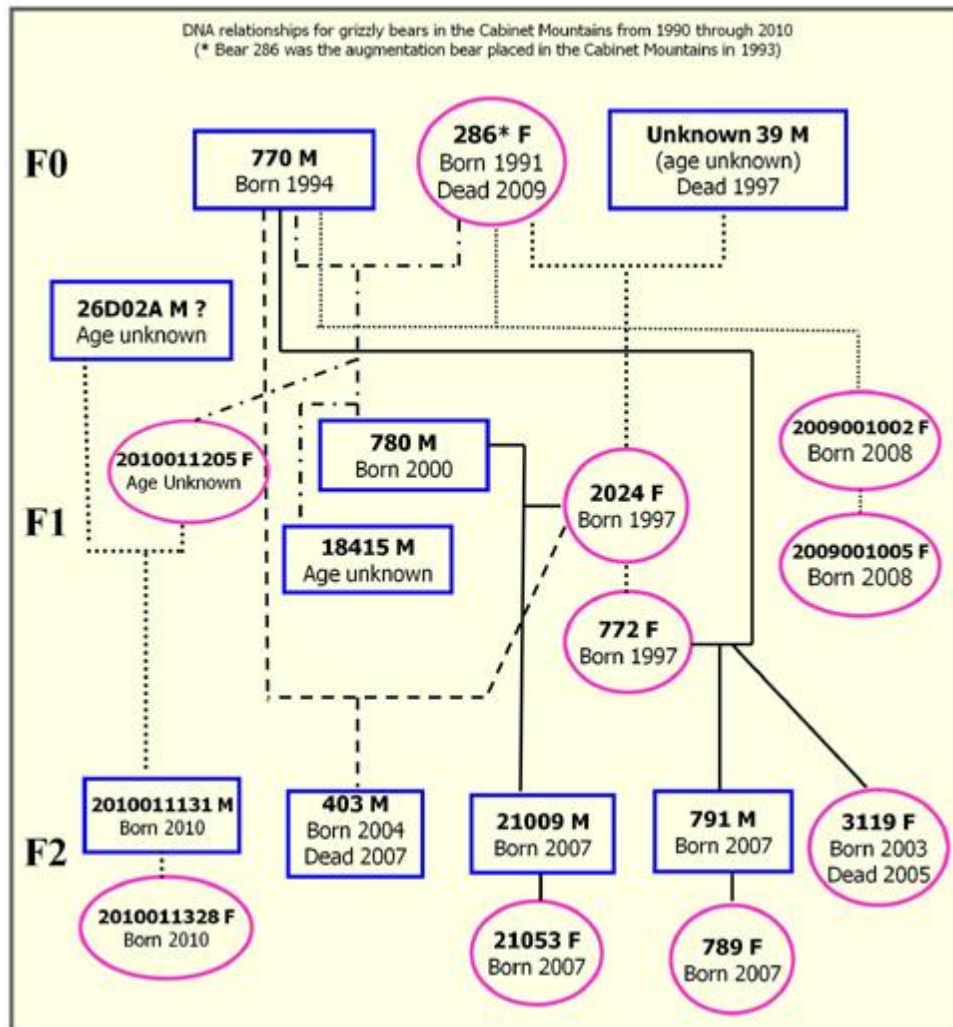 DNA relationships for grizzly bears in the Cabinet Mountains from 1990 through 2010
(* Bear 286 was the augmentation bear placed in the Cabinet Mountains in 1993)
F0
770 M
Born 1994
286* F
Born 1991
Dead 2009
Unknown 39 M
(age unknown)
Dead 1997
26D02A M ?
Age unknown
F1
2010011205 F
Age Unknown
780 M
Born 2000
18415 M
Age unknown
2024 F
Born 1997
772 F
Born 1997
2009001002 F
Born 2008
2009001005 F
Born 2008
F2
2010011131 M
Born 2010
2010011328 F
Born 2010
403 M
Born 2004
Dead 2007
21009 M
Born 2007
21053 F
Born 2007
791 M
Born 2007
789 F
Born 2007
3119 F
Born 2003
Dead 2005